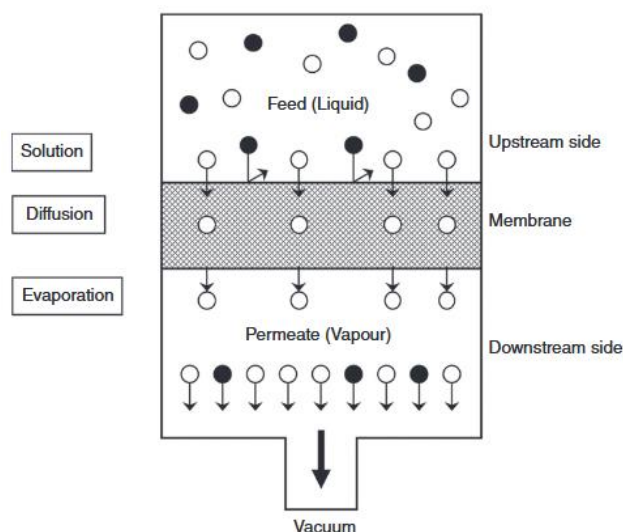 Feed (Liquid)
Solution
Upstream side
Diffusion
Membrane
Evaporation
Permeate (Vapour)
Downstream side
Vacuum